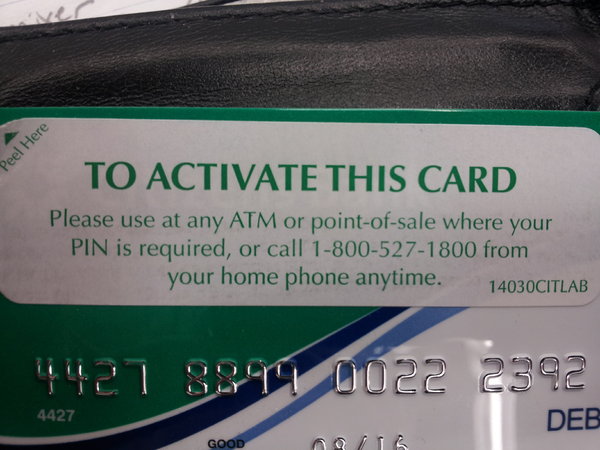 Peel Here
TO ACTIVATE THIS CARD
Please use at any ATM or point-of-sale where your
PIN is required, or call 1-800-527-1800 from
your home phone anytime.
14030CITLAB
4427 8899 0022 2392
4427
DEB
GOOD
08/16